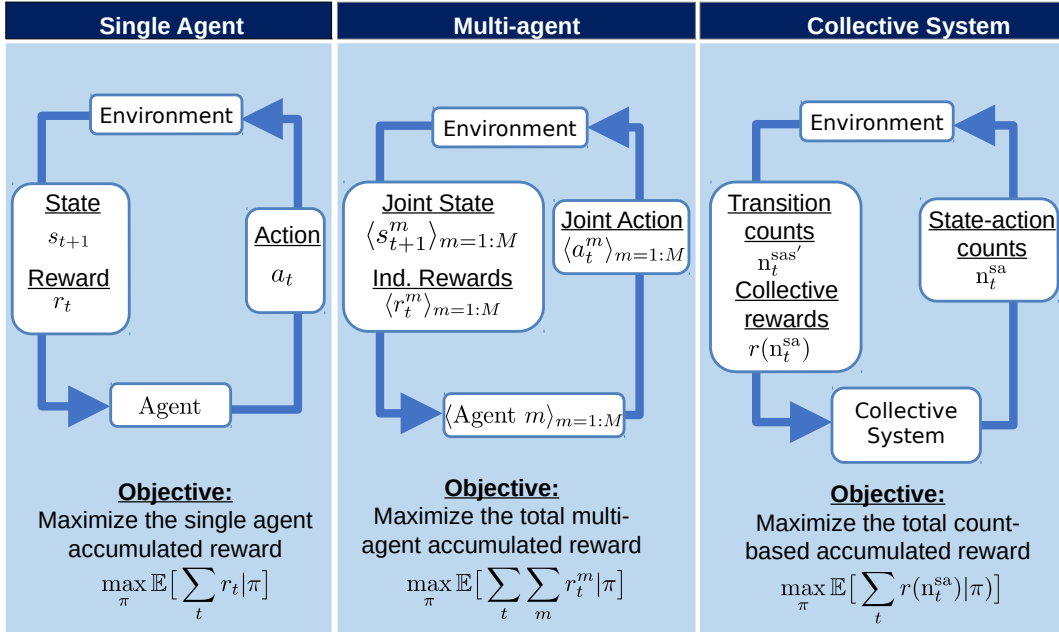 Single Agent
Environment
State
s_{t+1}
Reward
r_t
Action
a_t
Agent
Objective:
Maximize the single agent
accumulated reward
max_π 𝔼[∑_t r_t|π]
Multi-agent
Environment
Joint State
⟨s^m_{t+1}⟩_{m=1:M}
Ind. Rewards
⟨r^m_t⟩_{m=1:M}
Joint Action
⟨a^m_t⟩_{m=1:M}
⟨Agent m⟩_{m=1:M}
Objective:
Maximize the total multi-
agent accumulated reward
max_π 𝔼[∑_t ∑_m r^m_t|π]
Collective System
Environment
Transition
counts
n^{sas′}_t
Collective
rewards
r(n^{sa}_t)
State-action
counts
n^{sa}_t
Collective
System
Objective:
Maximize the total count-
based accumulated reward
max_π 𝔼[∑_t r(n^{sa}_t)|π)]